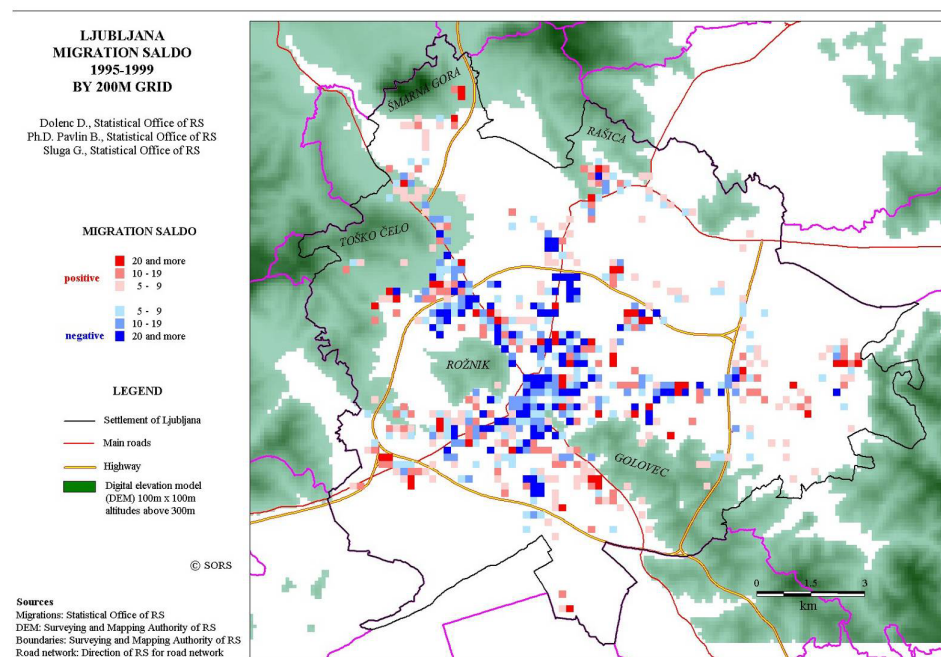 LJUBLJANA
MIGRATION SALDO
1995-1999
BY 200M GRID
Dolenc D., Statistical Office of RS
Ph.D. Pavlin B., Statistical Office of RS
Sluga G., Statistical Office of RS
MIGRATION SALDO
positive
20 and more
10 - 19
5 - 9
negative
5 - 9
10 - 19
20 and more
LEGEND
Settlement of Ljubljana
Main roads
Highway
Digital elevation model
(DEM) 100m x 100m
altitudes above 300m
© SORS
Sources
Migrations: Statistical Office of RS
DEM: Surveying and Mapping Authority of RS
Boundaries: Surveying and Mapping Authority of RS
Road network: Direction of RS for road network
ŠMARNA GORA
RAŠICA
TOŠKO ČELO
ROŽNIK
GOLOVEC
0 1,5 3
km